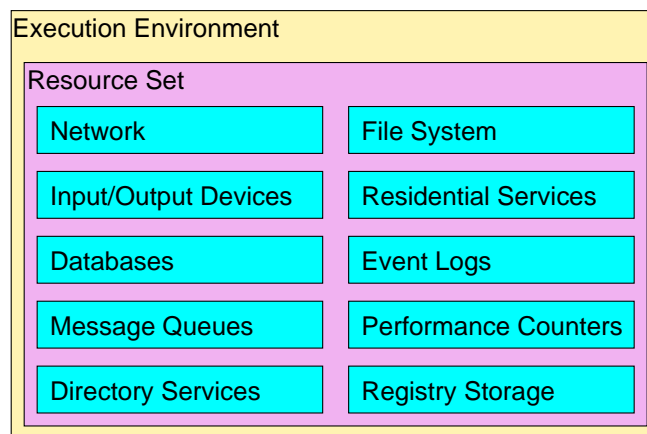 Execution Environment
Resource Set
Network
File System
Input/Output Devices
Residential Services
Databases
Event Logs
Message Queues
Performance Counters
Directory Services
Registry Storage